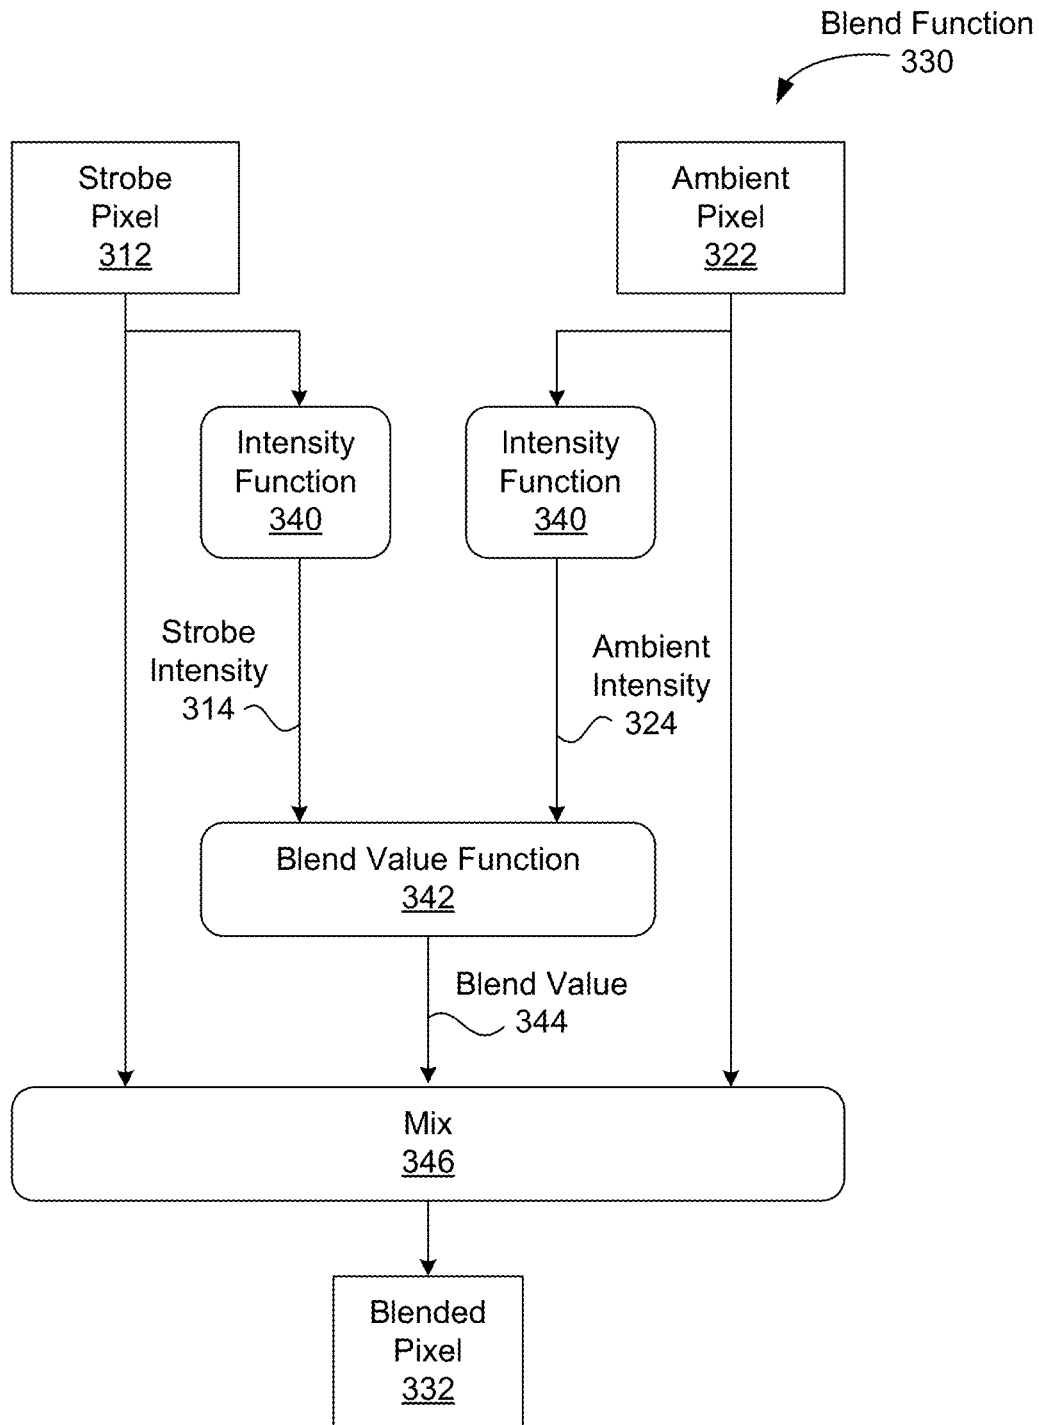 Blend Function
330
Strobe
Pixel
312
Ambient
Pixel
322
Intensity
Function
340
Intensity
Function
340
Strobe
Intensity
314
Ambient
Intensity
324
Blend Value Function
342
Blend Value
344
Mix
346
Blended
Pixel
332